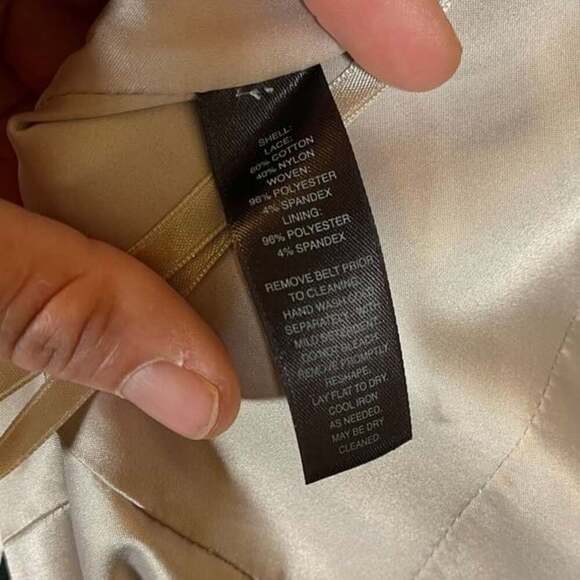 SHELL:
LACE:
60% COTTON
40% NYLON
WOVEN:
96% POLYESTER
4% SPANDEX
LINING:
96% POLYESTER
4% SPANDEX
REMOVE BELT PRIOR
TO CLEANING.
HAND WASH COLD
SEPARATELY, WITH
MILD DETERGENT.
DO NOT BLEACH.
REMOVE PROMPTLY.
RESHAPE.
LAY FLAT TO DRY.
COOL IRON
AS NEEDED.
MAY BE DRY
CLEANED